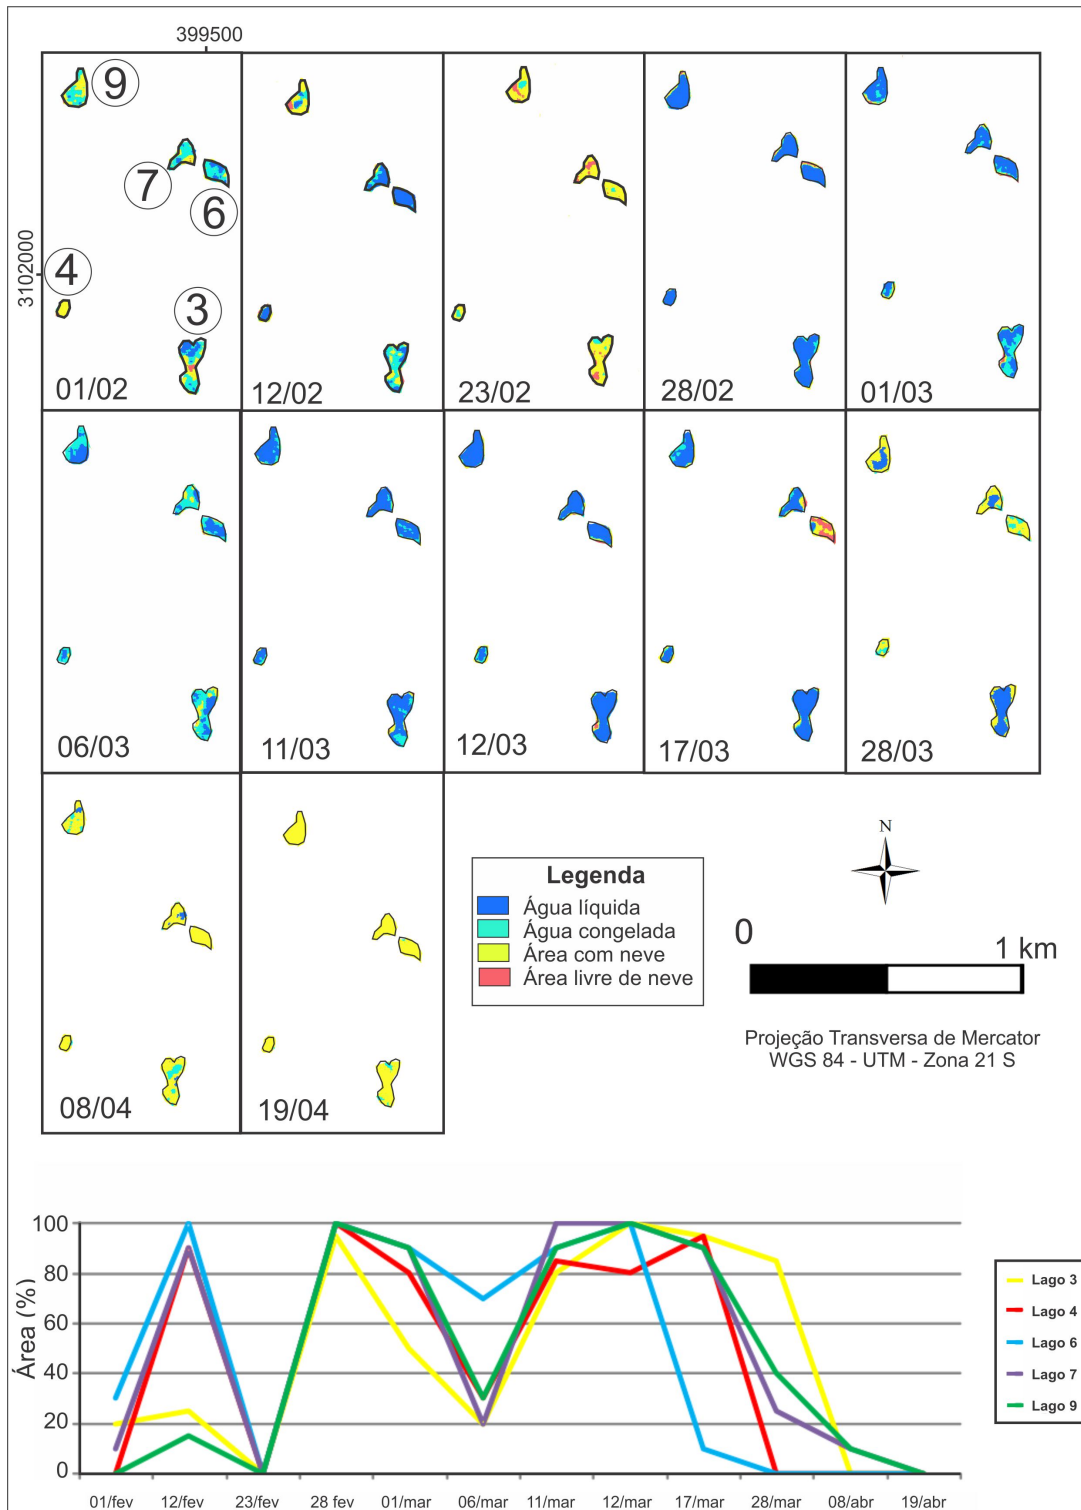 399500
3102000
9
7
6
4
3
01/02
12/02
23/02
28/02
01/03
06/03
11/03
12/03
17/03
28/03
08/04
19/04
Legenda
Água líquida
Água congelada
Área com neve
Área livre de neve
N
0
1 km
Projeção Transversa de Mercator
WGS 84 - UTM - Zona 21 S
Área (%)
100
80
60
40
20
0
01/fev 12/fev 23/fev 28 fev 01/mar 06/mar 11/mar 12/mar 17/mar 28/mar 08/abr 19/abr
Lago 3
Lago 4
Lago 6
Lago 7
Lago 9